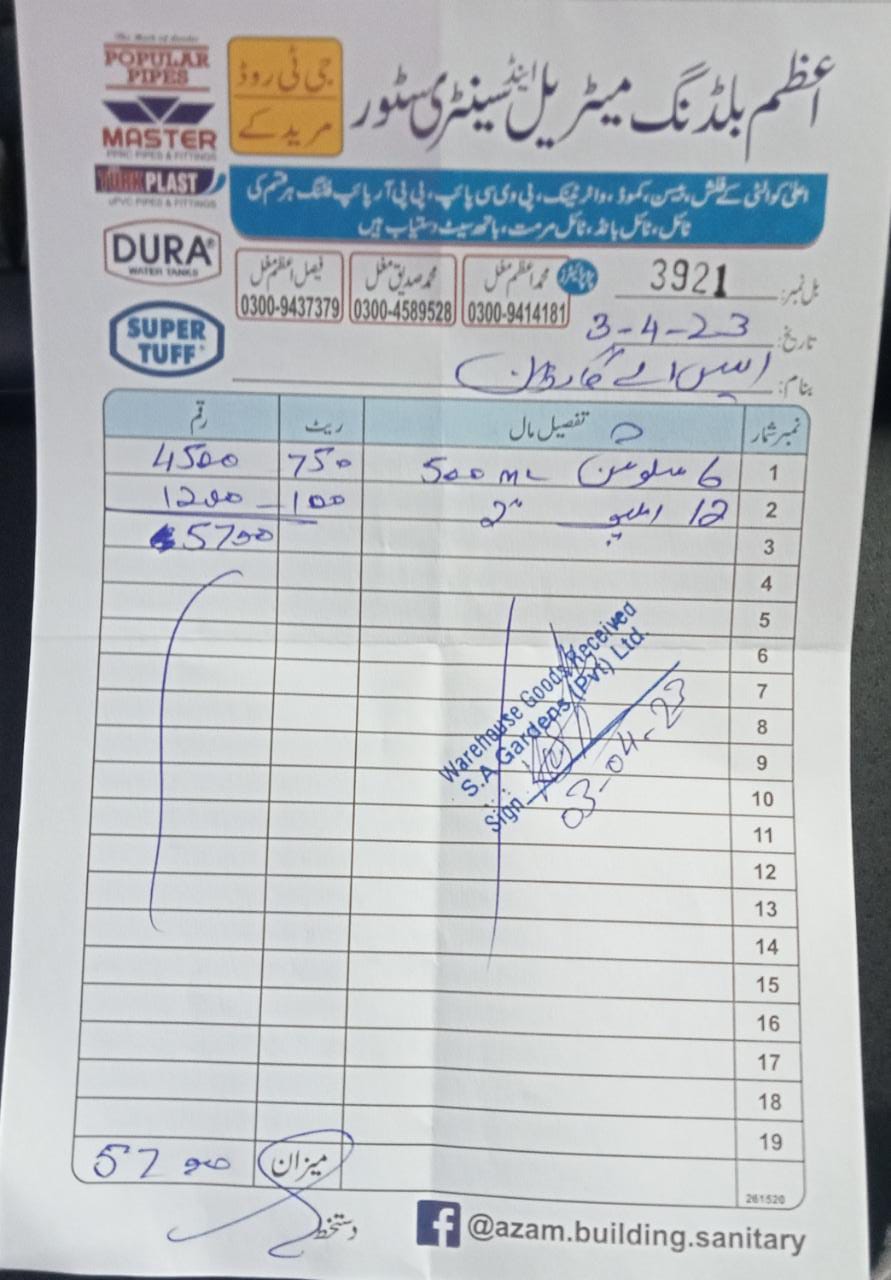 اعظم بلڈنگ میٹریل اینڈ سینٹری سٹور
جی ٹی روڈ
مرید کے
POPULAR
PIPES
MASTER
PPRC PIPES & FITTINGS
TURKPLAST
uPVC PIPES & FITTINGS
DURA®
WATER TANKS
SUPER
TUFF
اعلیٰ کوالٹی کے فلش، بیسن، کموڈ، واٹر ٹینک، پی وی سی پائپ، پی پی آر پائپ فٹنگ ہر قسم کی
ٹائل، ٹائل بانڈ، ٹائل مرمت، باتھ سیٹ دستیاب ہیں
پروپرائیٹرز
محمد اعظم مغل
0300-9414181
محمد صدیق مغل
0300-4589528
فیصل اعظم مغل
0300-9437379
بل نمبر: 3921
تاریخ: 3-4-23
بنام: ایس اے گارڈن
نمبر شمار تفصیل مال ریٹ رقم
1 6 سلوشن 500 ML 750 4500
2 12 ایلبو 2" 100 1200
3 5700
4
5
6
7
8
9
10
11
12
13
14
15
16
17
18
19
Warehouse Goods Received
S.A Gardens (Pvt) Ltd.
Sign
03-04-23
میزان 5700
261520
دستخط
@azam.building.sanitary